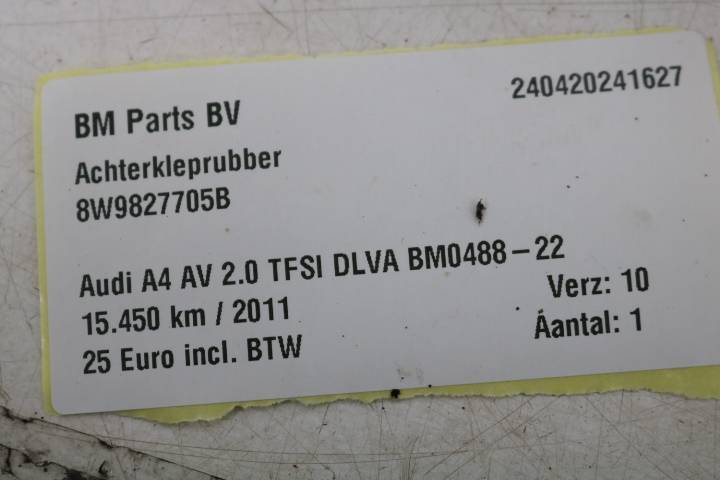 BM Parts BV
240420241627
Achterkleprubber
8W9827705B
Audi A4 AV 2.0 TFSI DLVA BM0488-22
15.450 km / 2011
Verz: 10
25 Euro incl. BTW
Aantal: 1